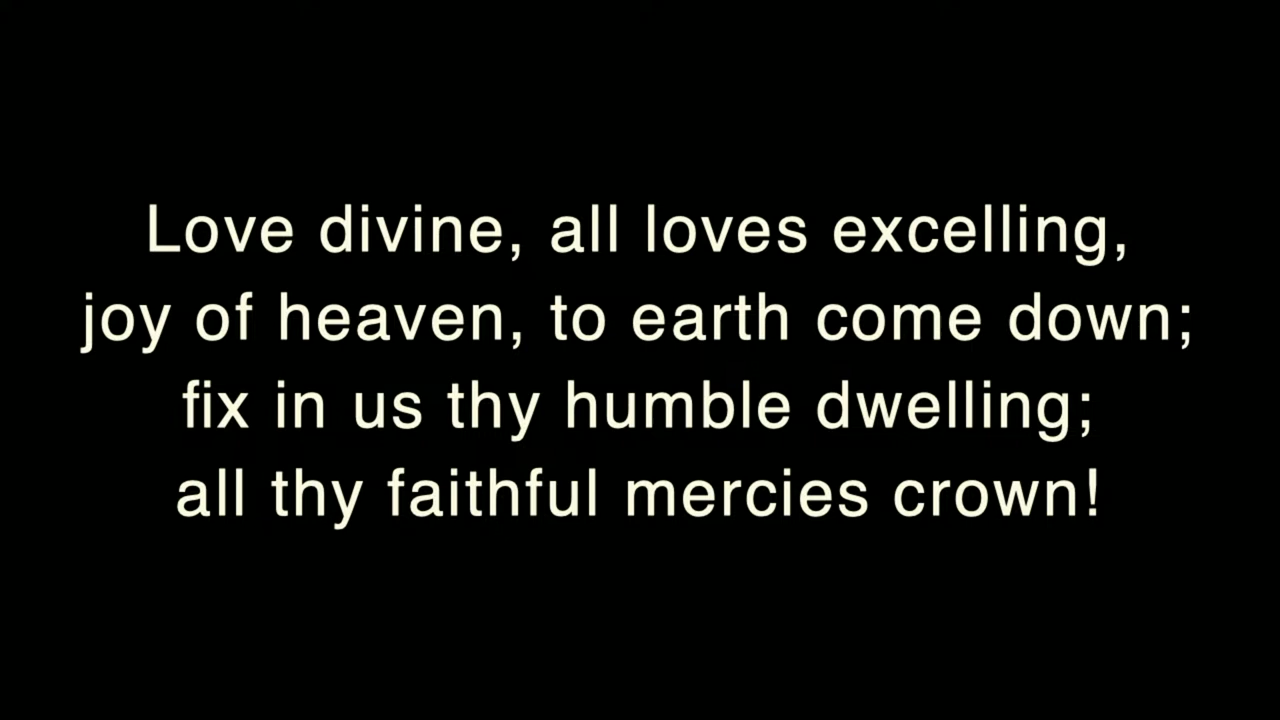 Love divine, all loves excelling,
joy of heaven, to earth come down;
fix in us thy humble dwelling;
all thy faithful mercies crown!